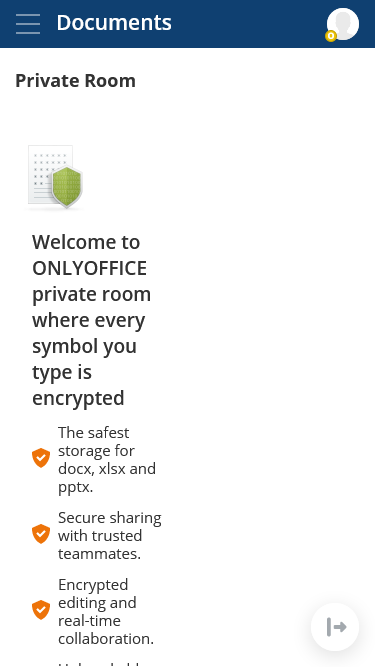 Documents
Private Room
Welcome to
ONLYOFFICE
private room
where every
symbol you
type is
encrypted
The safest
storage for
docx, xlsx and
pptx.
Secure sharing
with trusted
teammates.
Encrypted
editing and
real-time
collaboration.